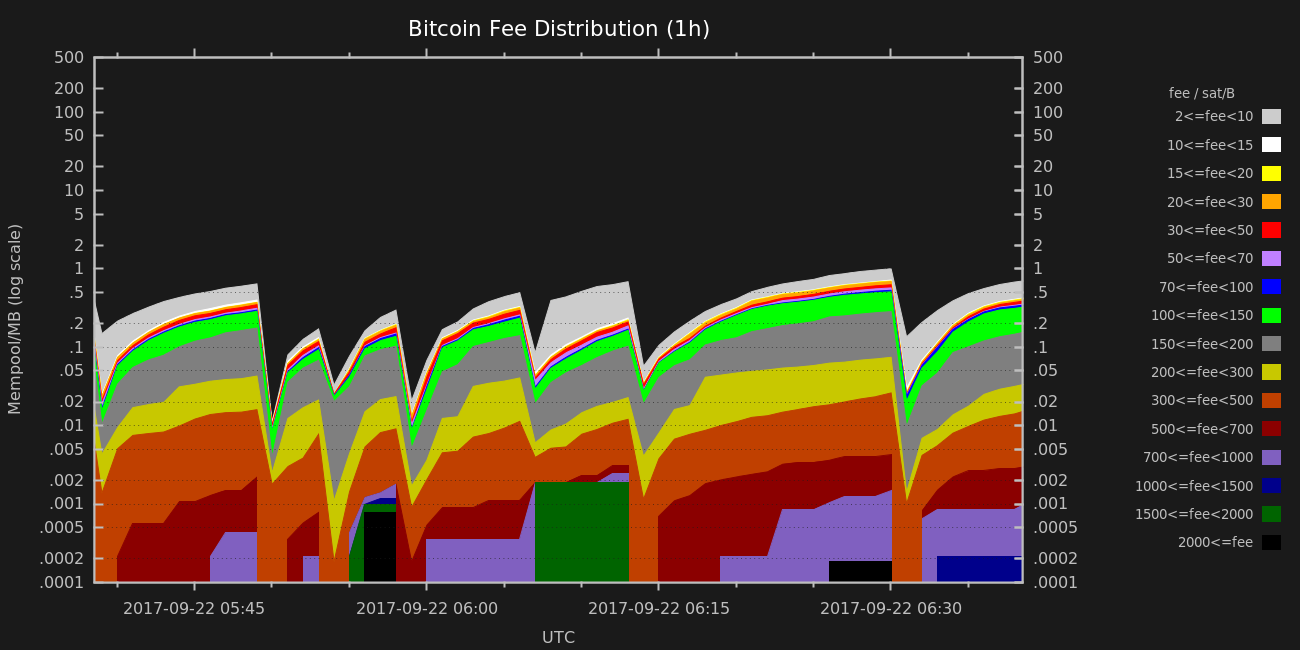 Bitcoin Fee Distribution (1h)
Mempool/MB (log scale)
500
200
100
50
20
10
5
2
1
.5
.2
.1
.05
.02
.01
.005
.002
.001
.0005
.0002
.0001
500
200
100
50
20
10
5
2
1
.5
.2
.1
.05
.02
.01
.005
.002
.001
.0005
.0002
.0001
2017-09-22 05:45
2017-09-22 06:00
2017-09-22 06:15
2017-09-22 06:30
UTC
fee / sat/B
2<=fee<10
10<=fee<15
15<=fee<20
20<=fee<30
30<=fee<50
50<=fee<70
70<=fee<100
100<=fee<150
150<=fee<200
200<=fee<300
300<=fee<500
500<=fee<700
700<=fee<1000
1000<=fee<1500
1500<=fee<2000
2000<=fee